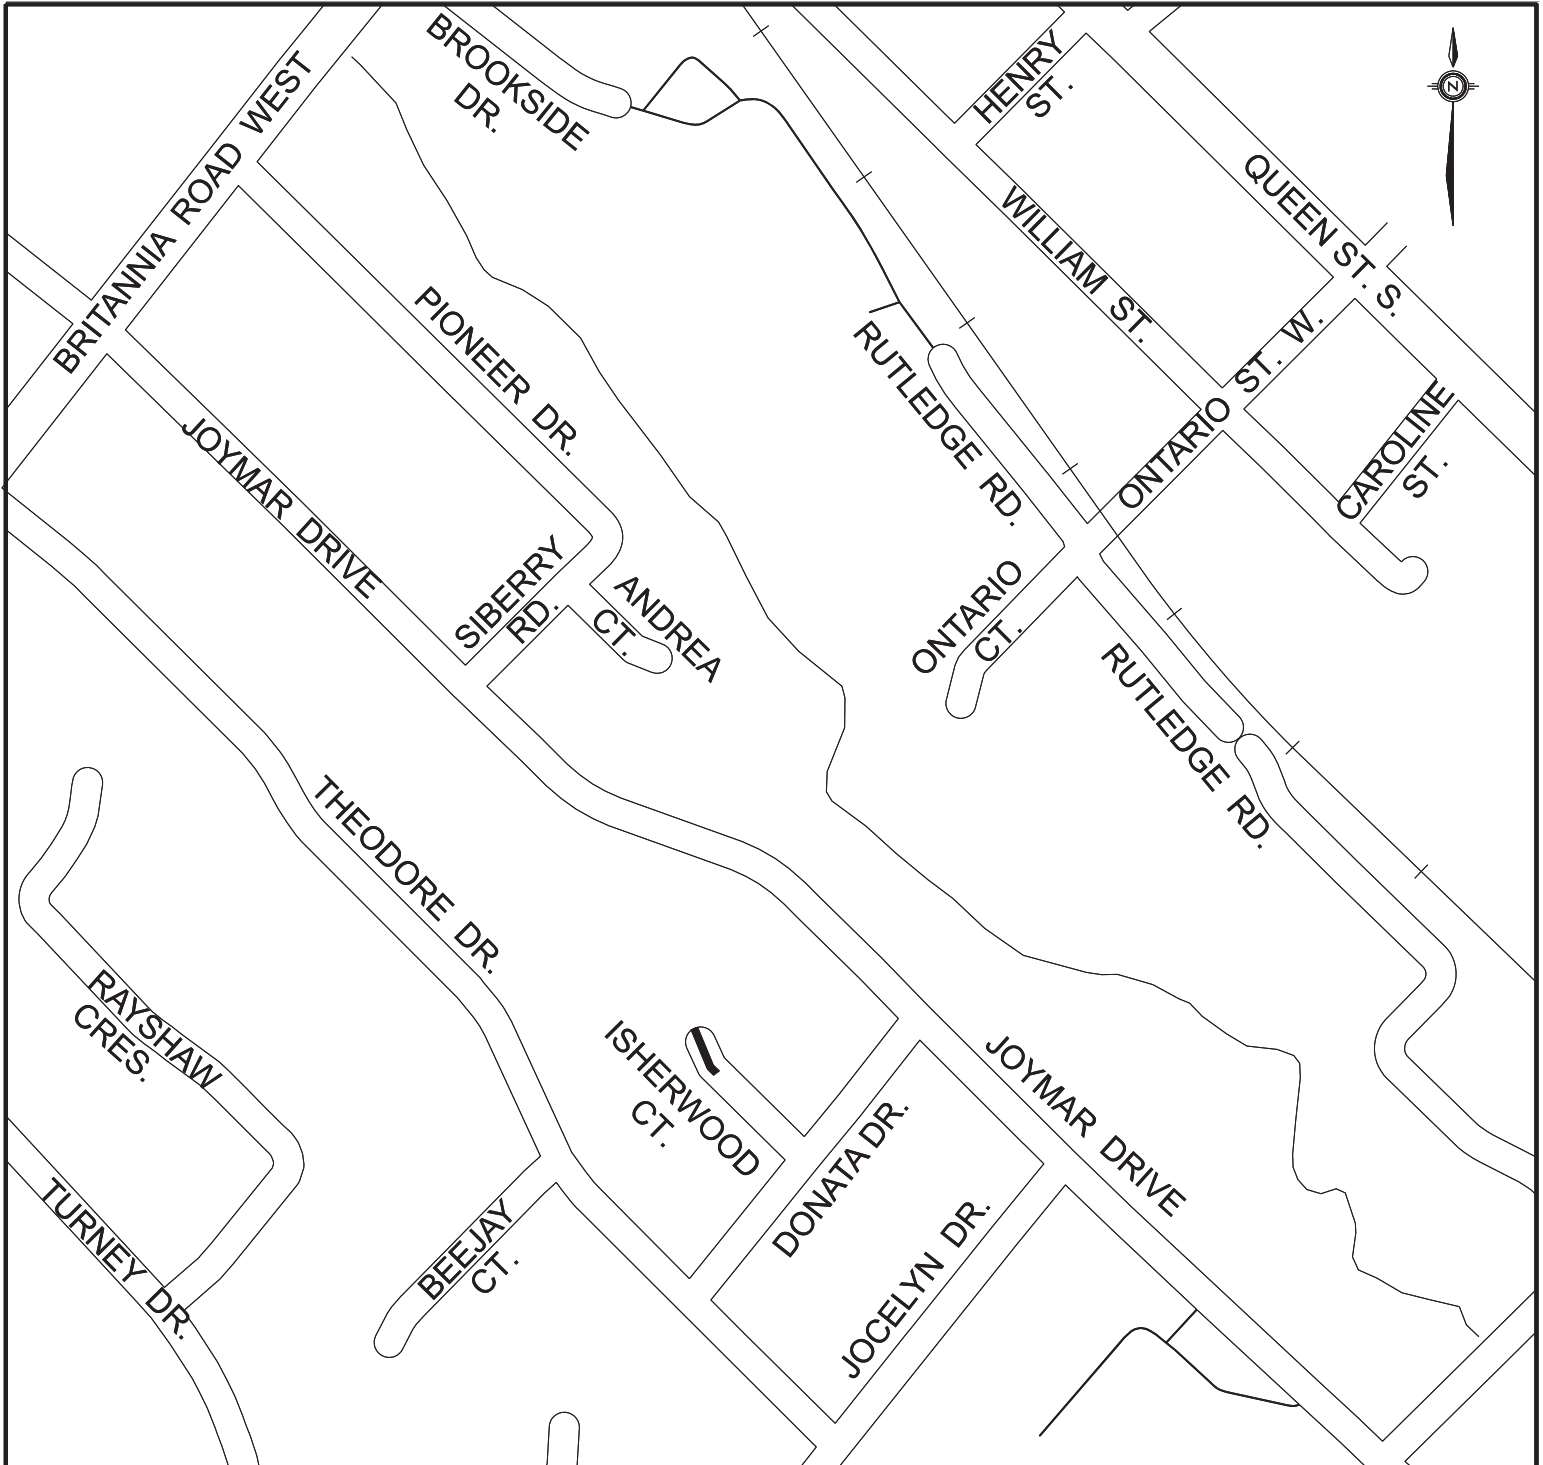 BROOKSIDE
DR.
HENRY
ST.
N
BRITANNIA ROAD WEST
QUEEN ST. S.
WILLIAM ST.
PIONEER DR.
RUTLEDGE RD.
ONTARIO ST. W.
CAROLINE
ST.
JOYMAR DRIVE
SIBERRY
RD.
ANDREA
CT.
ONTARIO
CT.
RUTLEDGE RD.
THEODORE DR.
RAYSHAW
CRES.
ISHERWOOD
CT.
JOYMAR DRIVE
DONATA DR.
TURNEY DR.
BEEJAY
CT.
JOCELYN DR.